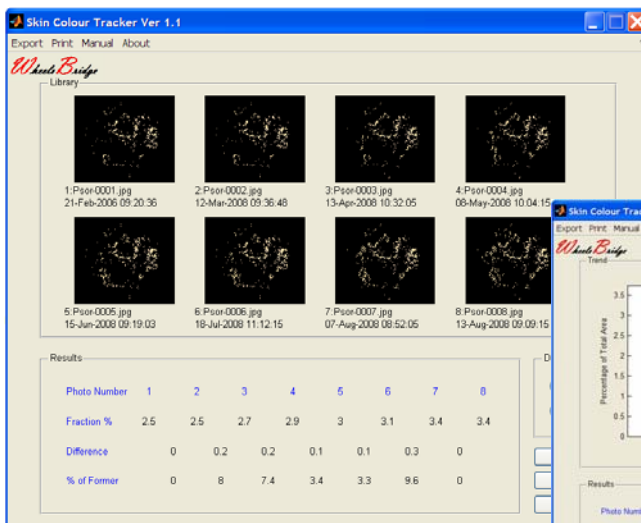 Skin Colour Tracker Ver 1.1
Export Print Manual About
WheelsBridge
Library
1:Psor-0001.jpg 2:Psor-0002.jpg 3:Psor-0003.jpg 4:Psor-0004.jpg
21-Feb-2006 09:20:36 12-Mar-2008 09:36:48 13-Apr-2008 10:32:05 08-May-2008 10:04:15
5:Psor-0005.jpg 6:Psor-0006.jpg 7:Psor-0007.jpg 8:Psor-0008.jpg
15-Jun-2008 09:19:03 18-Jul-2008 11:12:15 07-Aug-2008 08:52:05 13-Aug-2008 09:09:15
Results
Photo Number 1 2 3 4 5 6 7 8
Fraction % 2.5 2.5 2.7 2.9 3 3.1 3.4 3.4
Difference 0 0.2 0.2 0.1 0.1 0.3 0
% of Former 0 8 7.4 3.4 3.3 9.6 0
D
Skin Colour Trac
Export Print Manual
WheelsBridge
Trend
Percentage of Total Area
3.5
3
2.5
2
1.5
1
0.5
0
Results
Photo Num